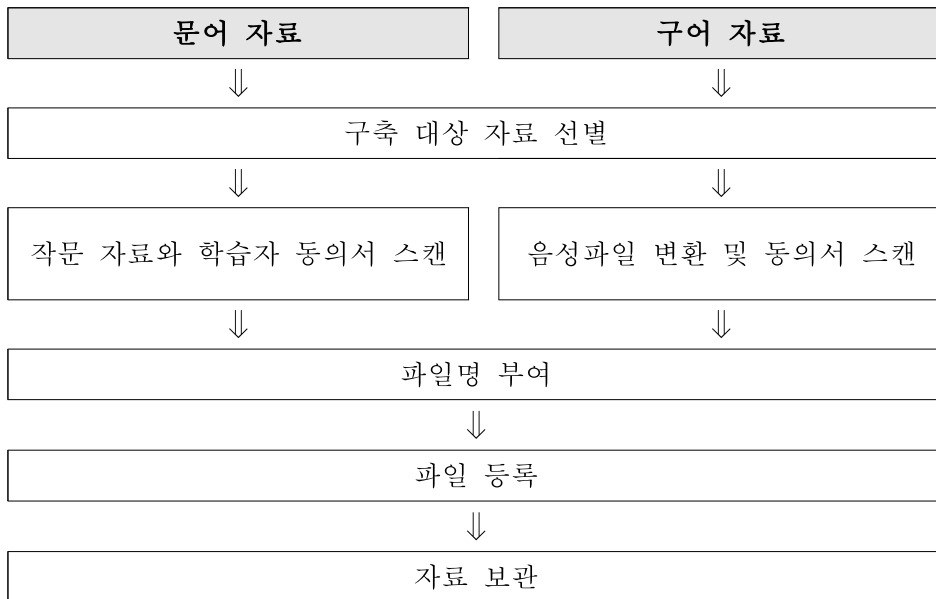 문어 자료
구어 자료
⇓
⇓
구축 대상 자료 선별
⇓
⇓
작문 자료와 학습자 동의서 스캔
음성파일 변환 및 동의서 스캔
⇓
⇓
파일명 부여
⇓
파일 등록
⇓
자료 보관